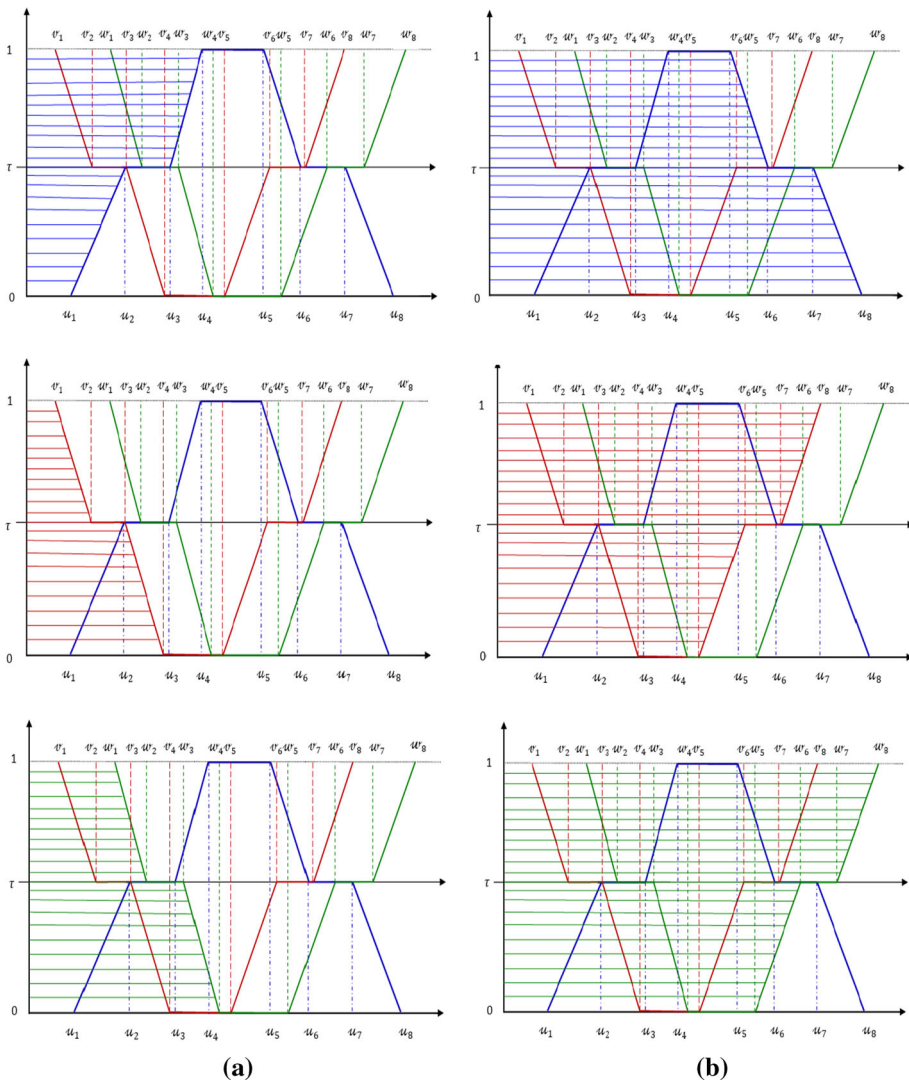 𝓋₁ 𝓋₂ 𝓌₁ 𝓋₃ 𝓌₂ 𝓋₄ 𝓌₃ 𝓌₄ 𝓋₅ 𝓋₆ 𝓌₅ 𝓋₇ 𝓌₆ 𝓋₈ 𝓌₇ 𝓌₈
1
τ
0
𝓊₁ 𝓊₂ 𝓊₃ 𝓊₄ 𝓊₅ 𝓊₆ 𝓊₇ 𝓊₈
𝓋₁ 𝓋₂ 𝓌₁ 𝓋₃ 𝓌₂ 𝓋₄ 𝓌₃ 𝓌₄ 𝓋₅ 𝓋₆ 𝓌₅ 𝓋₇ 𝓌₆ 𝓋₈ 𝓌₇ 𝓌₈
1
τ
0
𝓊₁ 𝓊₂ 𝓊₃ 𝓊₄ 𝓊₅ 𝓊₆ 𝓊₇ 𝓊₈
𝓋₁ 𝓋₂ 𝓌₁ 𝓋₃ 𝓌₂ 𝓋₄ 𝓌₃ 𝓌₄ 𝓋₅ 𝓋₆ 𝓌₅ 𝓋₇ 𝓌₆ 𝓋₈ 𝓌₇ 𝓌₈
1
τ
0
𝓊₁ 𝓊₂ 𝓊₃ 𝓊₄ 𝓊₅ 𝓊₆ 𝓊₇ 𝓊₈
𝓋₁ 𝓋₂ 𝓌₁ 𝓋₃ 𝓌₂ 𝓋₄ 𝓌₃ 𝓌₄ 𝓋₅ 𝓋₆ 𝓌₅ 𝓋₇ 𝓌₆ 𝓋₈ 𝓌₇ 𝓌₈
1
τ
0
𝓊₁ 𝓊₂ 𝓊₃ 𝓊₄ 𝓊₅ 𝓊₆ 𝓊₇ 𝓊₈
𝓋₁ 𝓋₂ 𝓌₁ 𝓋₃ 𝓌₂ 𝓋₄ 𝓌₃ 𝓌₄ 𝓋₅ 𝓋₆ 𝓌₅ 𝓋₇ 𝓌₆ 𝓋₈ 𝓌₇ 𝓌₈
1
τ
0
𝓊₁ 𝓊₂ 𝓊₃ 𝓊₄ 𝓊₅ 𝓊₆ 𝓊₇ 𝓊₈
𝓋₁ 𝓋₂ 𝓌₁ 𝓋₃ 𝓌₂ 𝓋₄ 𝓌₃ 𝓌₄ 𝓋₅ 𝓋₆ 𝓌₅ 𝓋₇ 𝓌₆ 𝓋₈ 𝓌₇ 𝓌₈
1
τ
0
𝓊₁ 𝓊₂ 𝓊₃ 𝓊₄ 𝓊₅ 𝓊₆ 𝓊₇ 𝓊₈
(a) (b)